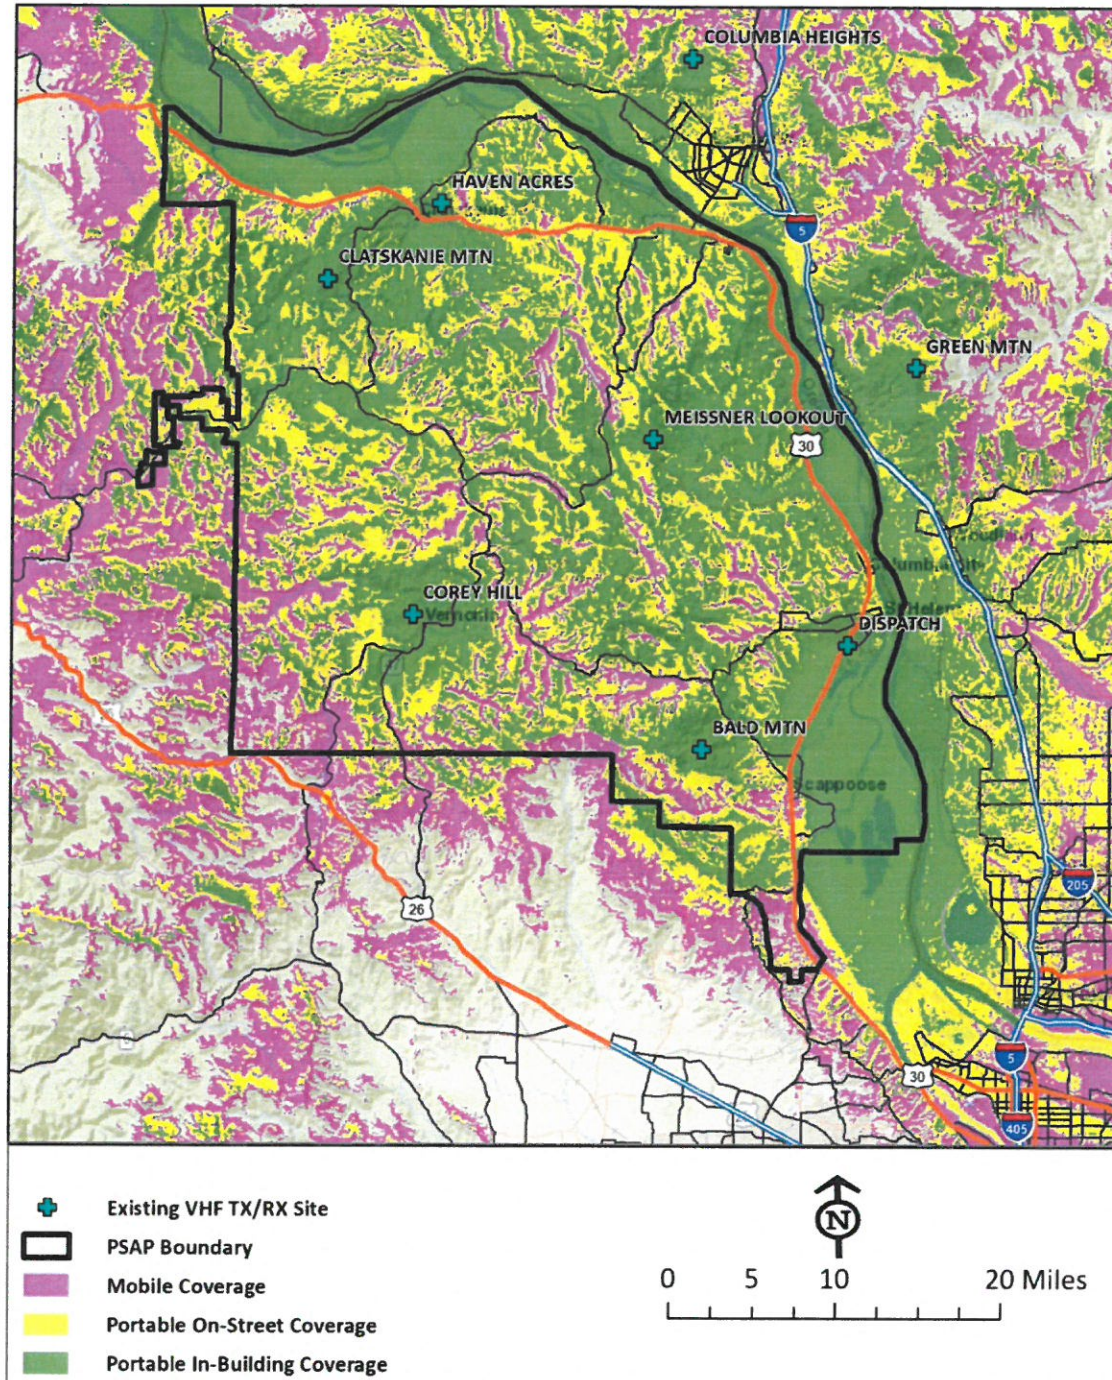 COLUMBIA HEIGHTS
HAVEN ACRES
5
CLATSKANIE MTN
GREEN MTN
MEISSNER LOOKOUT
30
COREY HILL
DISPATCH
BALD MTN
Scappoose
205
26
5
30
405
Existing VHF TX/RX Site
PSAP Boundary
Mobile Coverage
Portable On-Street Coverage
Portable In-Building Coverage
N
0 5 10 20 Miles